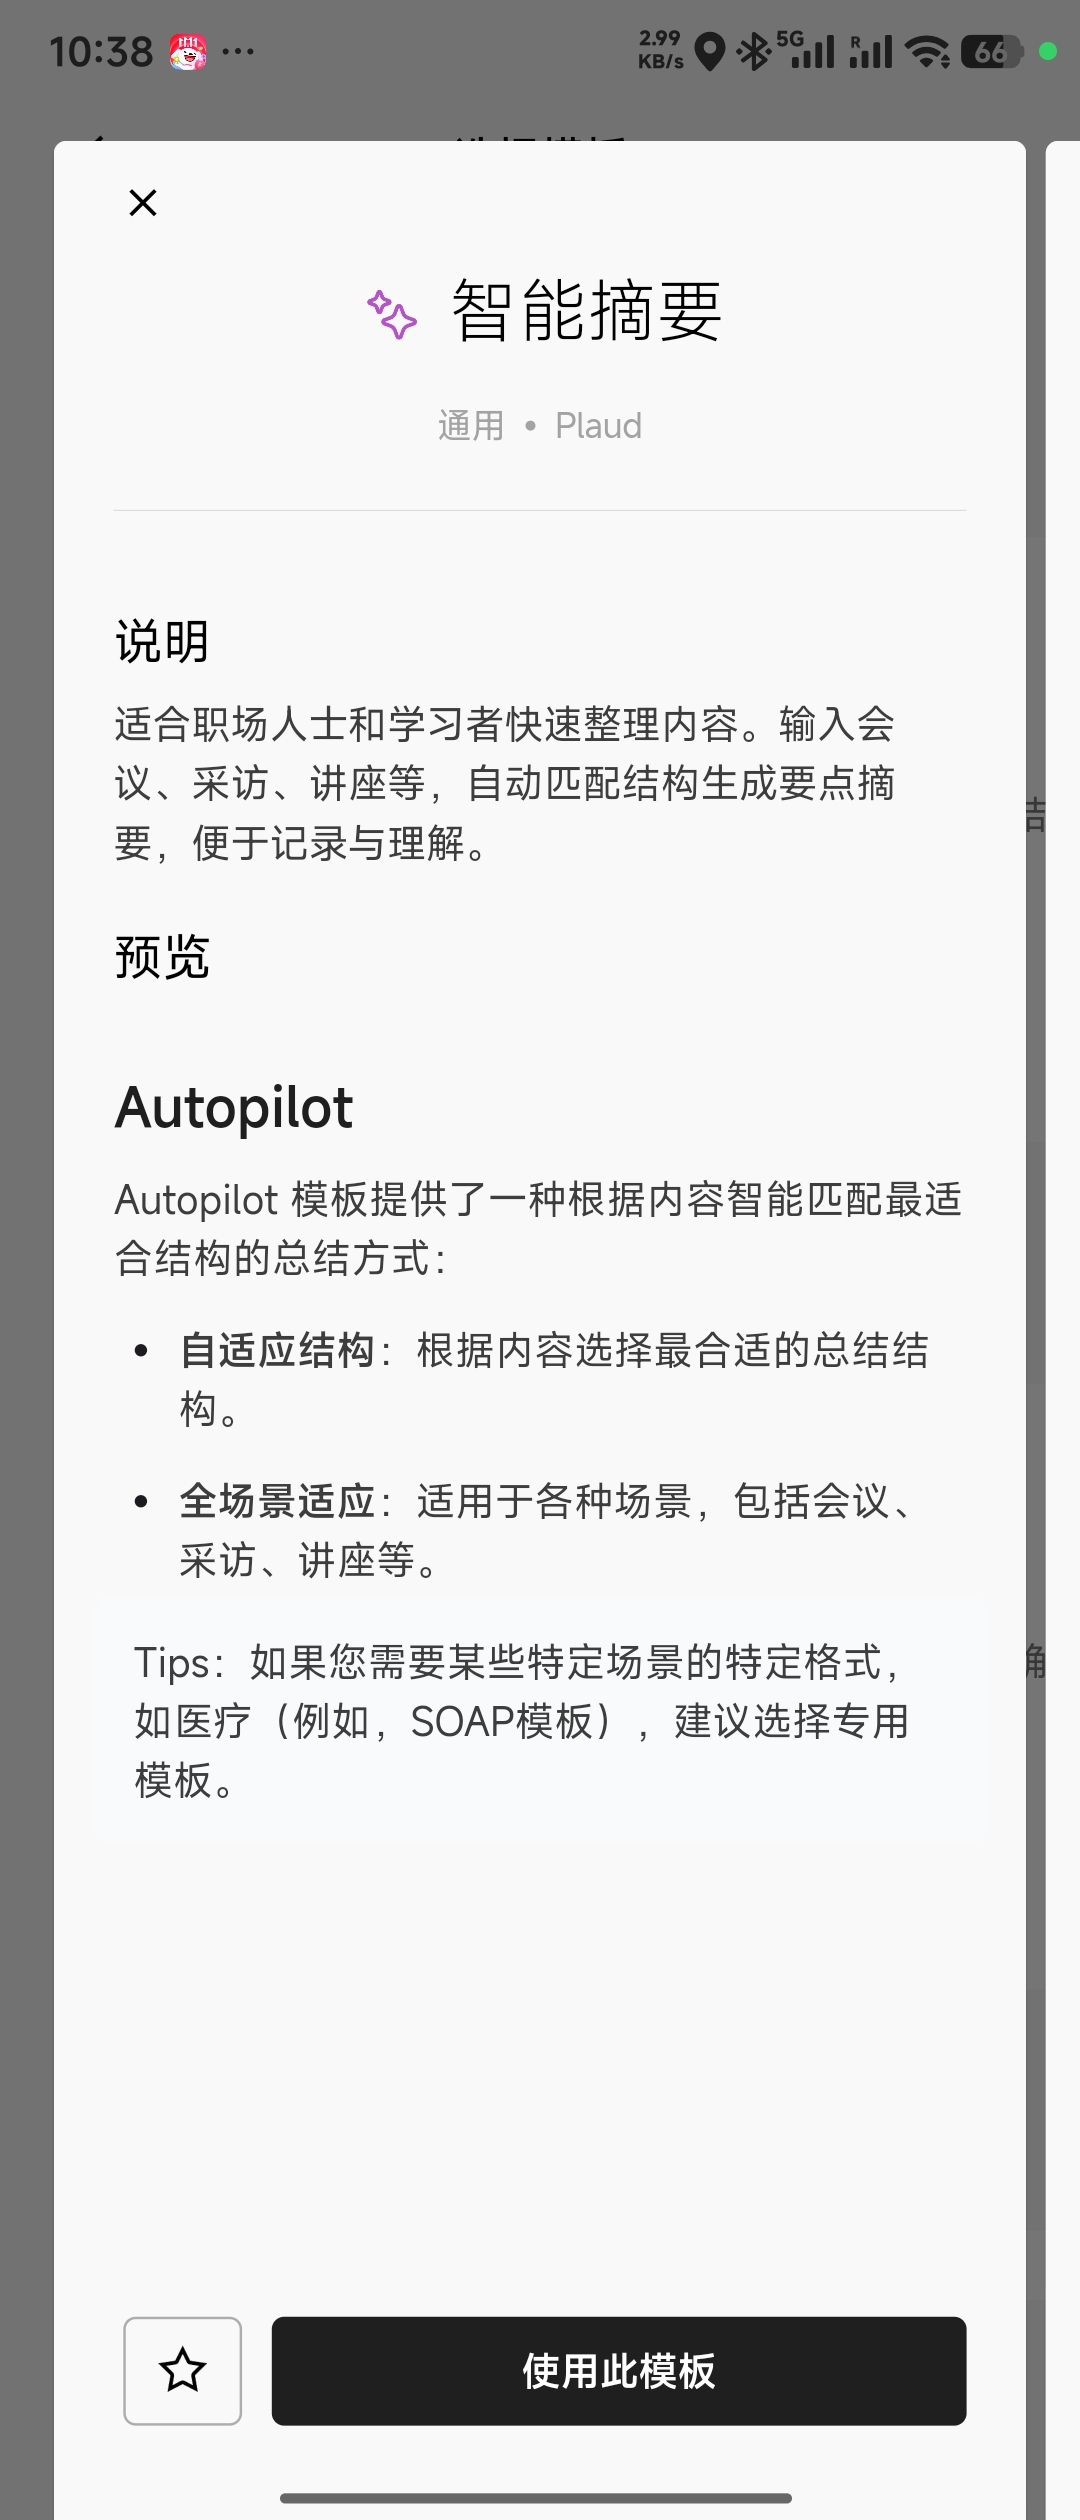 10:38
2.99
KB/s
5G
R
66
智能摘要
通用 • Plaud
说明
适合职场人士和学习者快速整理内容。输入会
议、采访、讲座等，自动匹配结构生成要点摘
要，便于记录与理解。
预览
Autopilot
Autopilot 模板提供了一种根据内容智能匹配最适
合结构的总结方式：
• 自适应结构：根据内容选择最合适的总结结
构。
• 全场景适应：适用于各种场景，包括会议、
采访、讲座等。
Tips：如果您需要某些特定场景的特定格式，
如医疗（例如，SOAP模板），建议选择专用
模板。
使用此模板